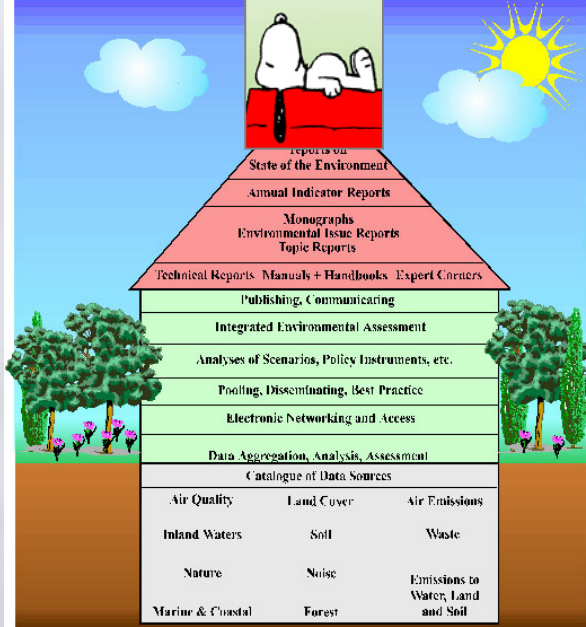 reports on
State of the Environment
Annual Indicator Reports
Monographs
Environmental Issue Reports
Topic Reports
Technical Reports Manuals + Handbooks Expert Corners
Publishing, Communicating
Integrated Environmental Assessment
Analyses of Scenarios, Policy Instruments, etc.
Pooling, Disseminating, Best Practice
Electronic Networking and Access
Data Aggregation, Analysis, Assessment
Catalogue of Data Sources
Air Quality Land Cover Air Emissions
Inland Waters Soil Waste
Nature Noise Emissions to
Water, Land
Marine & Coastal Forest and Soil